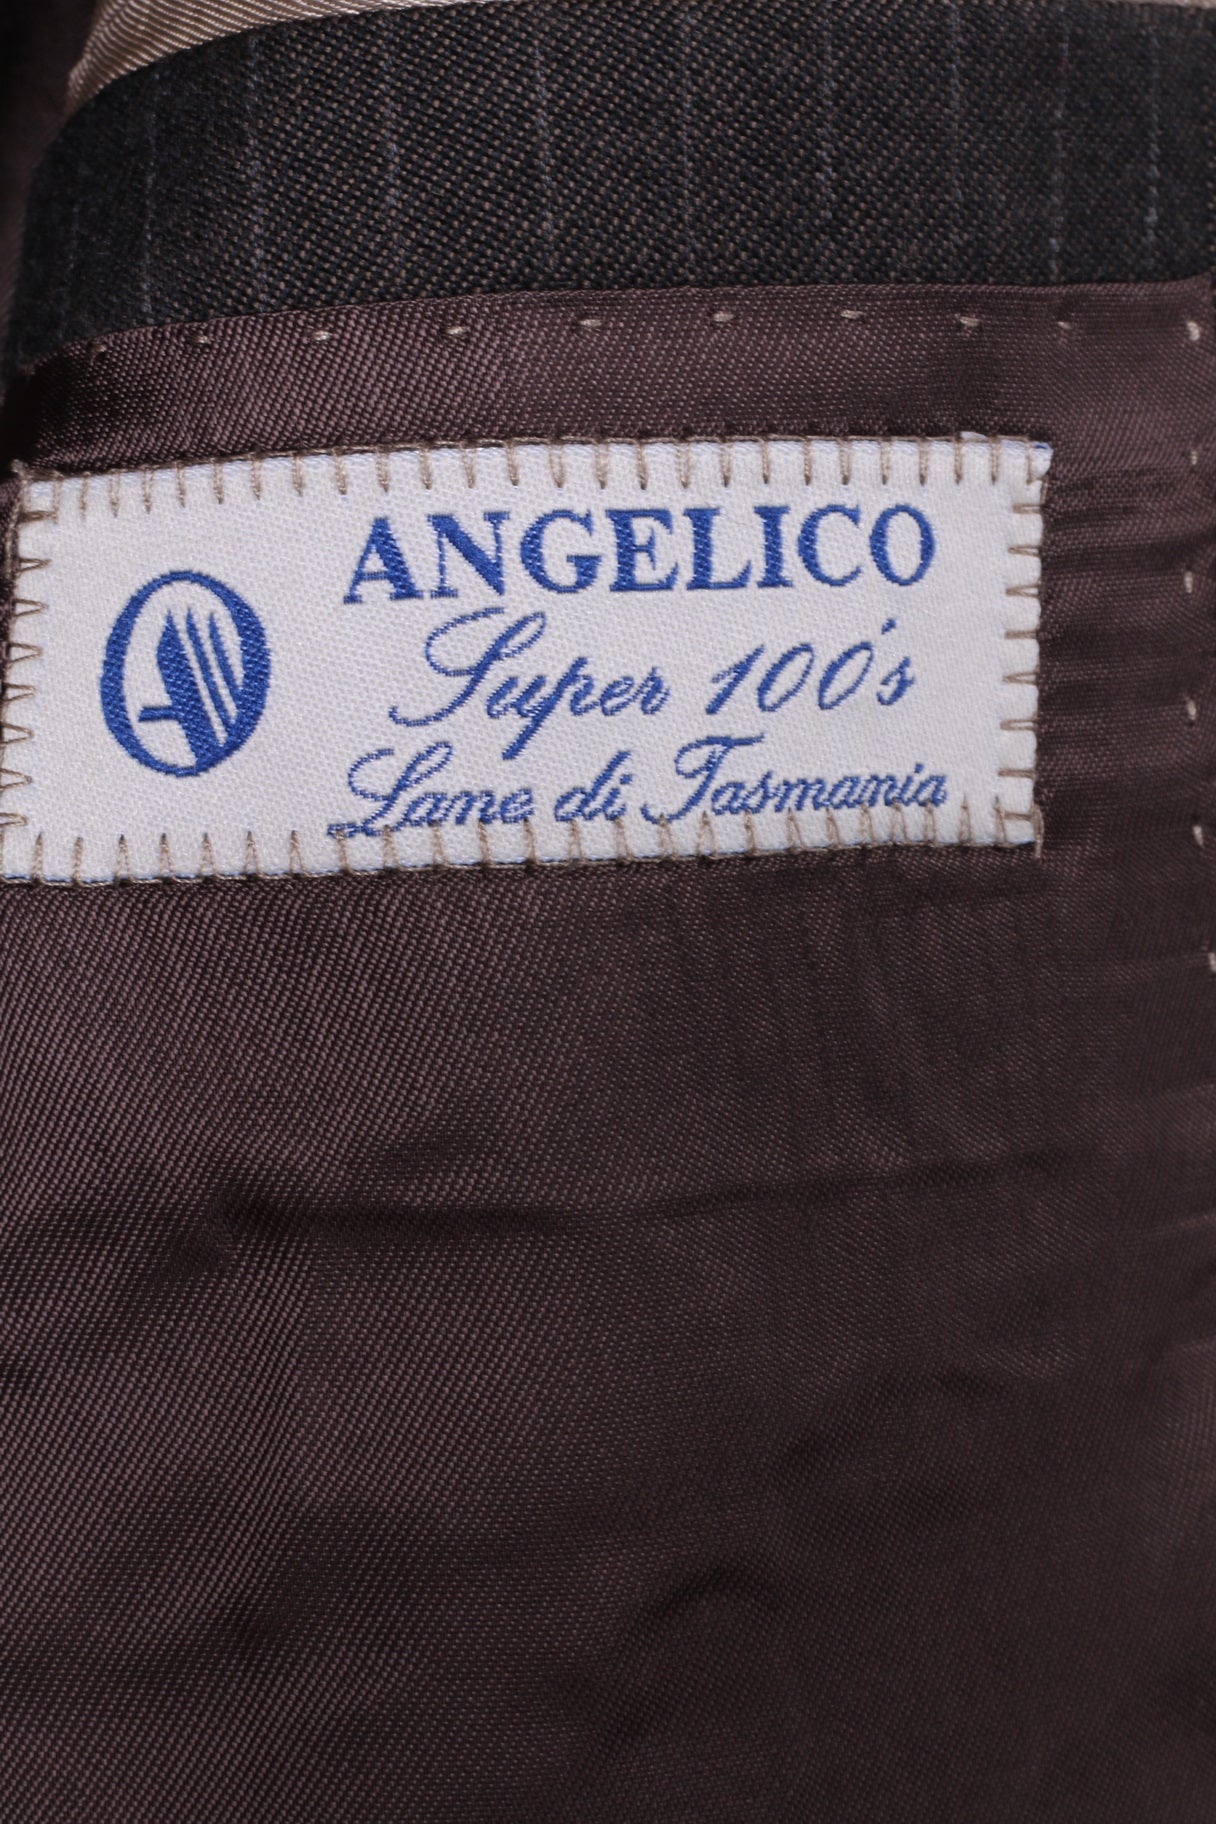 ANGELICO
Super 100's
Lane di Tasmania